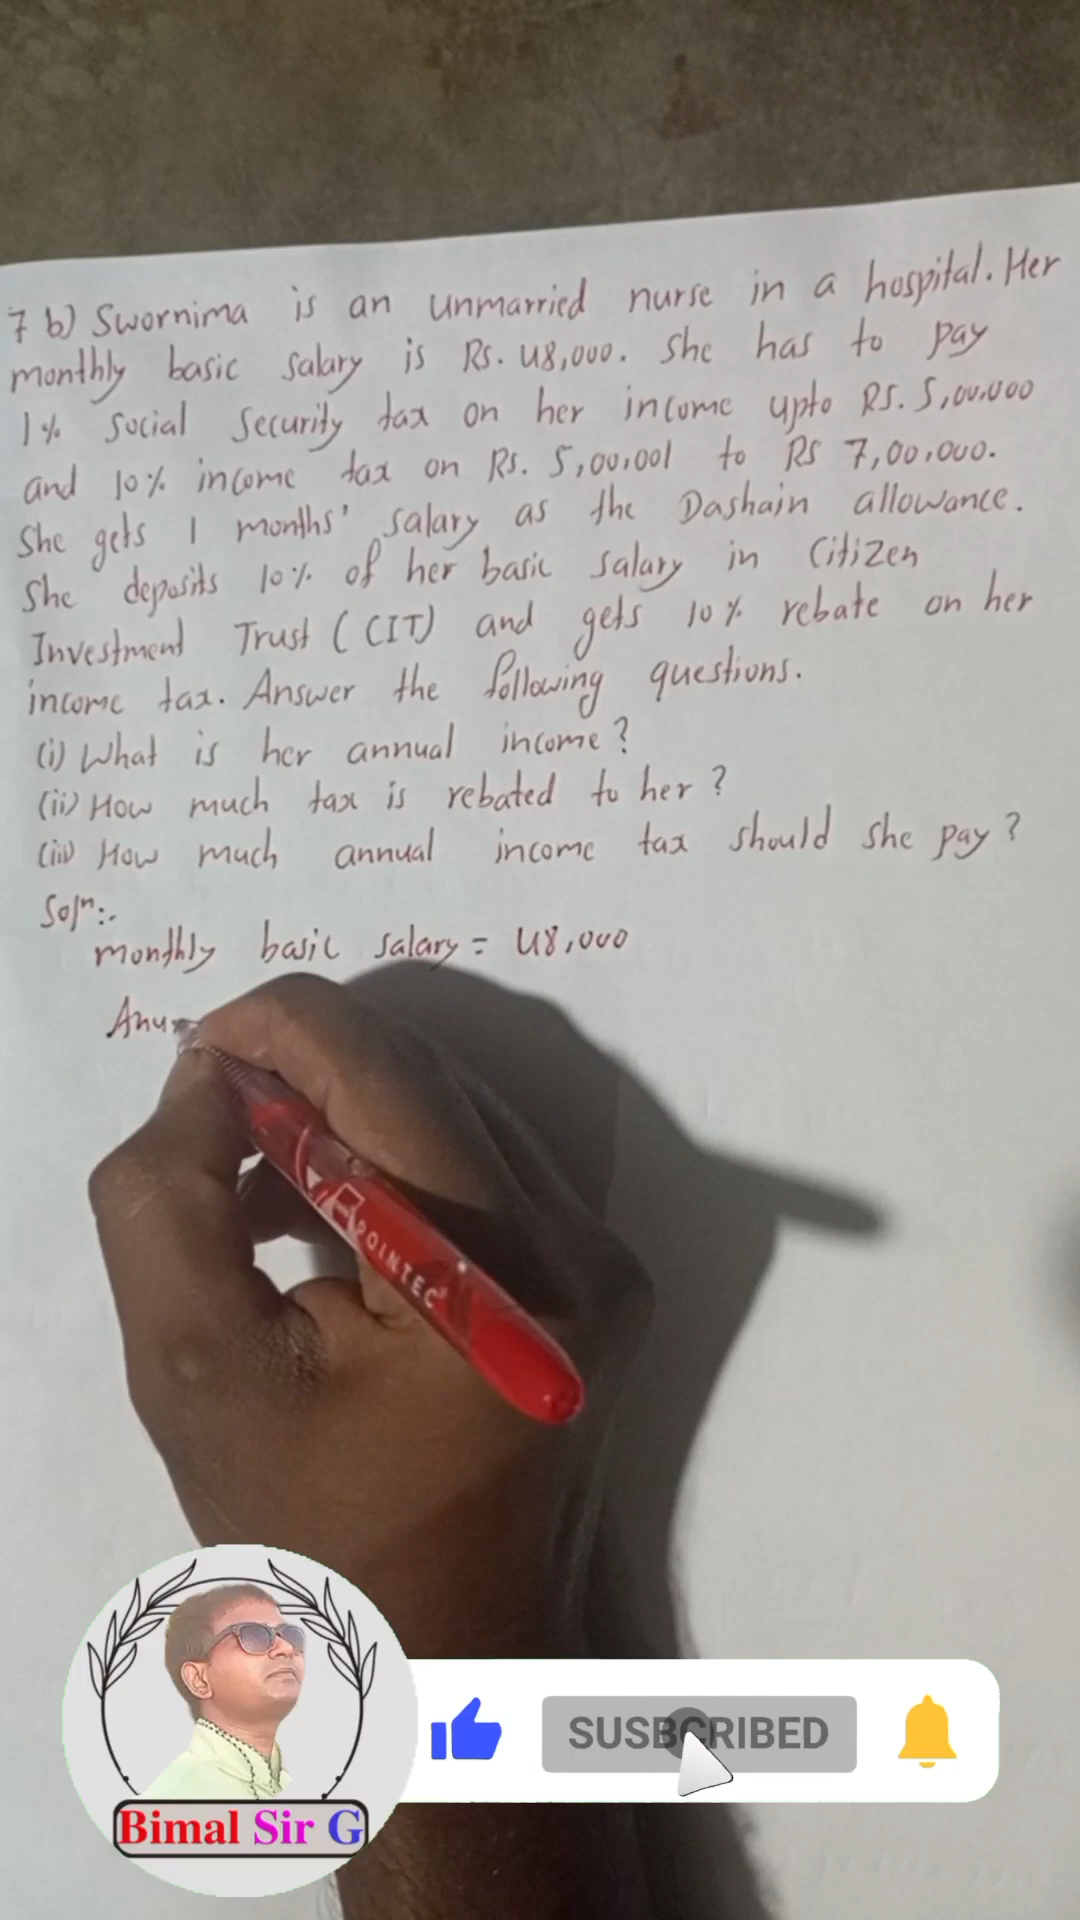 7 b) Swornima is an unmarried nurse in a hospital. Her
monthly basic salary is Rs. 48,000. She has to pay
1% Social Security tax on her income upto Rs. 5,00,000
and 10% income tax on Rs. 5,00,001 to Rs 7,00,000.
She gets 1 months' salary as the Dashain allowance.
She deposits 10% of her basic salary in Citizen
Investment Trust (CIT) and gets 10% rebate on her
income tax. Answer the following questions.
(i) What is her annual income?
(ii) How much tax is rebated to her?
(iii) How much annual income tax should she pay?
Solⁿ:-
monthly basic salary = 48,000
Anu
SUSBCRIBED
Bimal Sir G
POINTEC